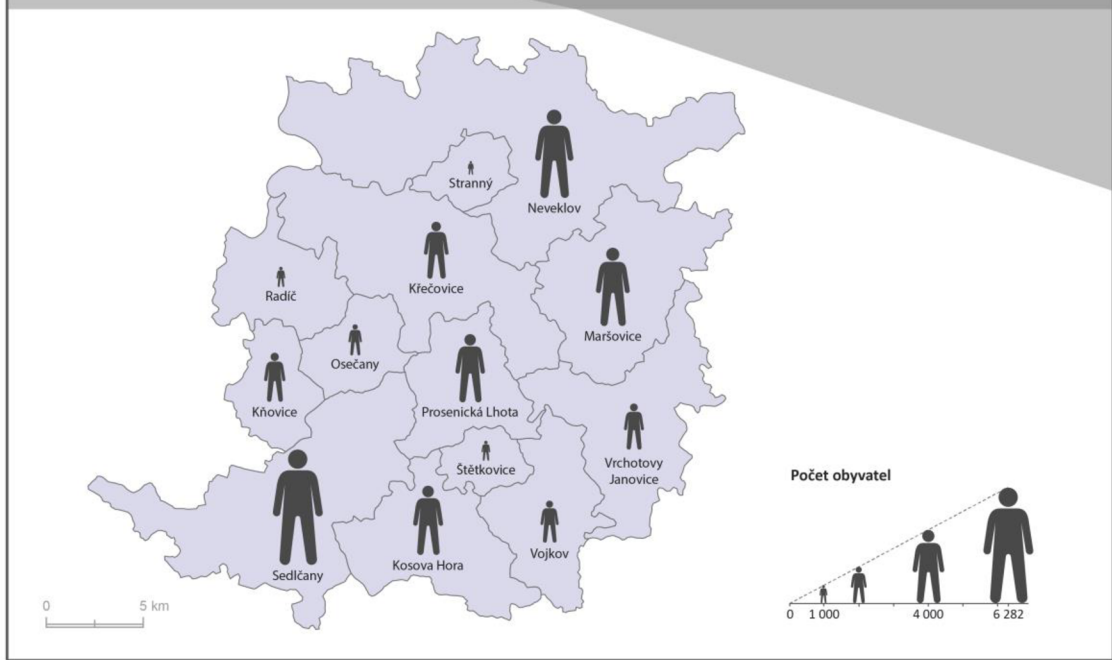 Stranný
Neveklov
Radíč
Křečovice
Maršovice
Osečany
Kňovice
Prosenická Lhota
Štětkovice
Vrchotovy
Janovice
Sedlčany
Kosova Hora
Vojkov
Počet obyvatel
0 1 000 4 000 6 282
0 5 km